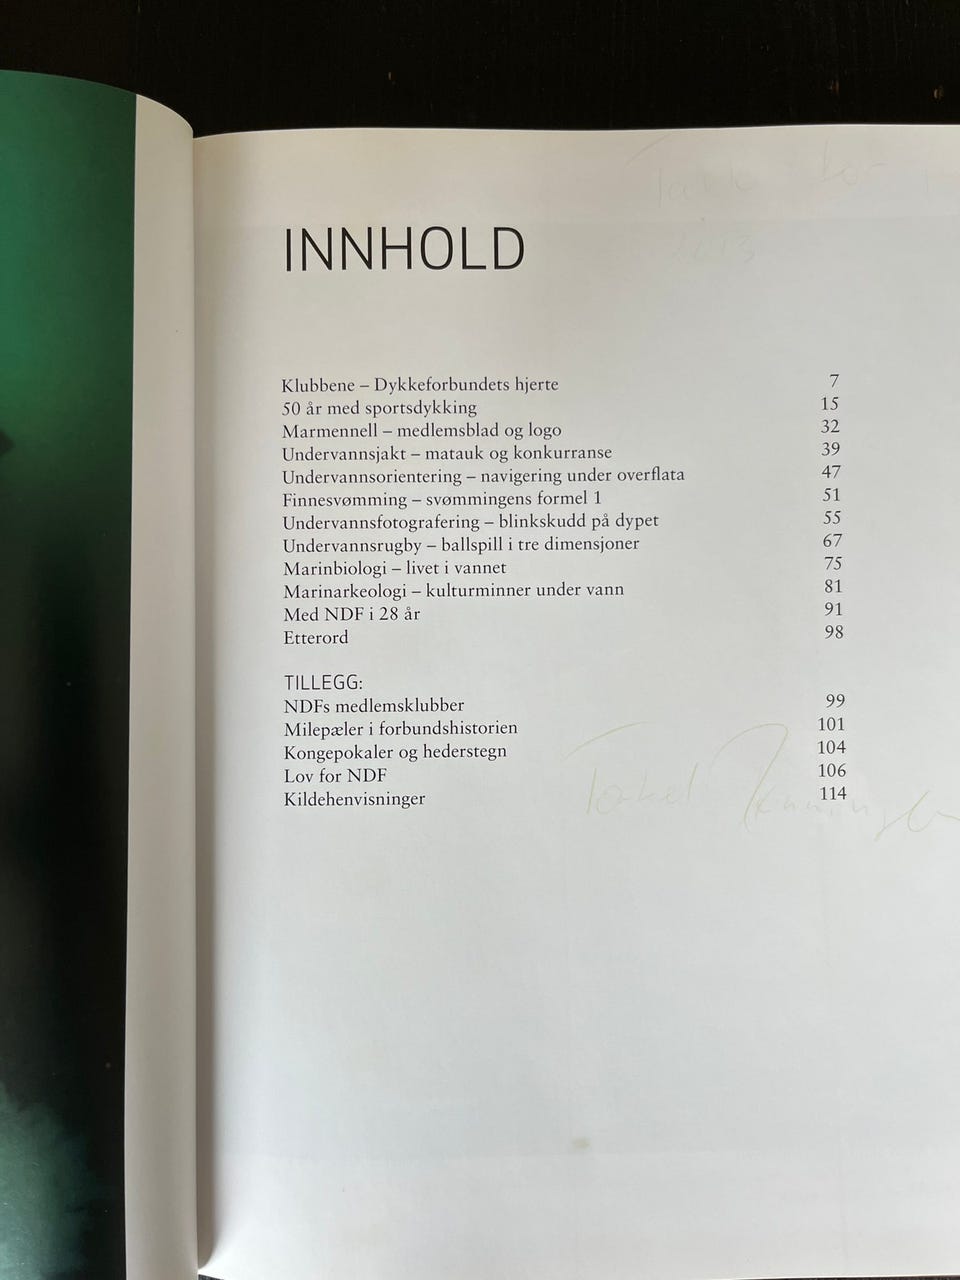 Takk for
2013
INNHOLD
Klubbene – Dykkeforbundets hjerte 7
50 år med sportsdykking 15
Marmennell – medlemsblad og logo 32
Undervannsjakt – matauk og konkurranse 39
Undervannsorientering – navigering under overflata 47
Finnesvømming – svømmingens formel 1 51
Undervannsfotografering – blinkskudd på dypet 55
Undervannsrugby – ballspill i tre dimensjoner 67
Marinbiologi – livet i vannet 75
Marinarkeologi – kulturminner under vann 81
Med NDF i 28 år 91
Etterord 98
TILLEGG:
NDFs medlemsklubber 99
Milepæler i forbundshistorien 101
Kongepokaler og hederstegn 104
Lov for NDF 106
Kildehenvisninger 114